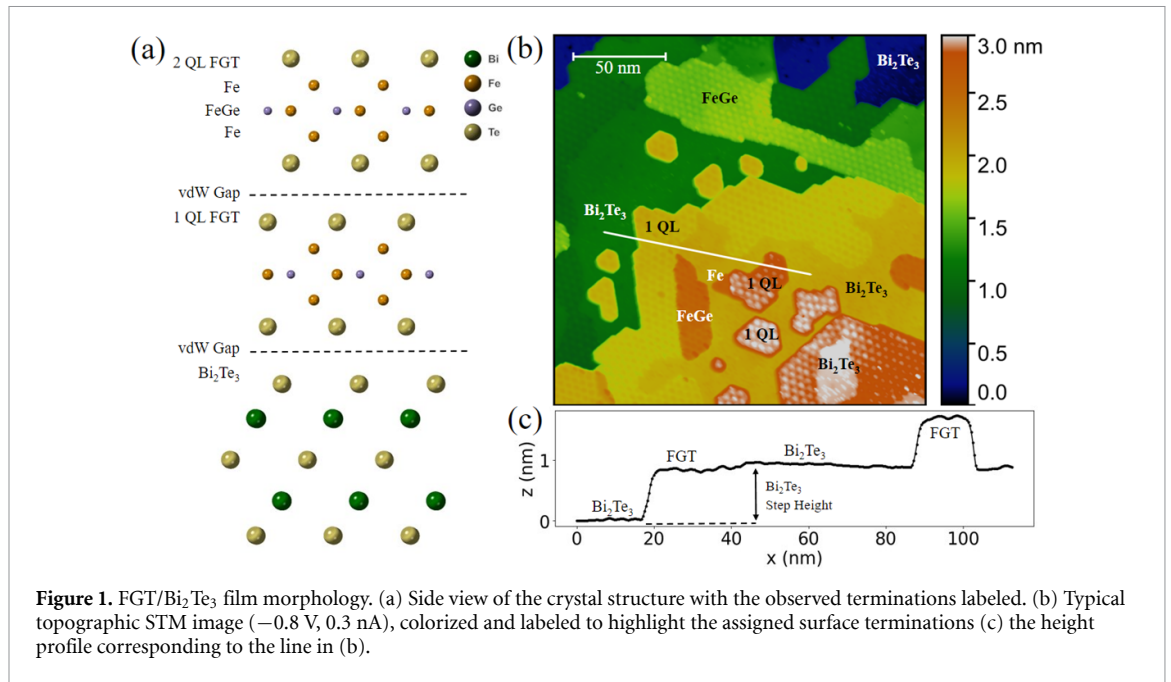 (a)
2 QL FGT
Fe
FeGe
Fe
vdW Gap
1 QL FGT
vdW Gap
Bi₂Te₃
Bi
Fe
Ge
Te
(b)
50 nm
Bi₂Te₃
FeGe
Bi₂Te₃
1 QL
Fe
1 QL
Bi₂Te₃
FeGe
1 QL
Bi₂Te₃
3.0 nm
2.5
2.0
1.5
1.0
0.5
0.0
(c)
z (nm)
1
0
Bi₂Te₃
FGT
Bi₂Te₃
Bi₂Te₃
Step Height
FGT
0 20 40 60 80 100
x (nm)
Figure 1. FGT/Bi₂Te₃ film morphology. (a) Side view of the crystal structure with the observed terminations labeled. (b) Typical
topographic STM image (−0.8 V, 0.3 nA), colorized and labeled to highlight the assigned surface terminations (c) the height
profile corresponding to the line in (b).